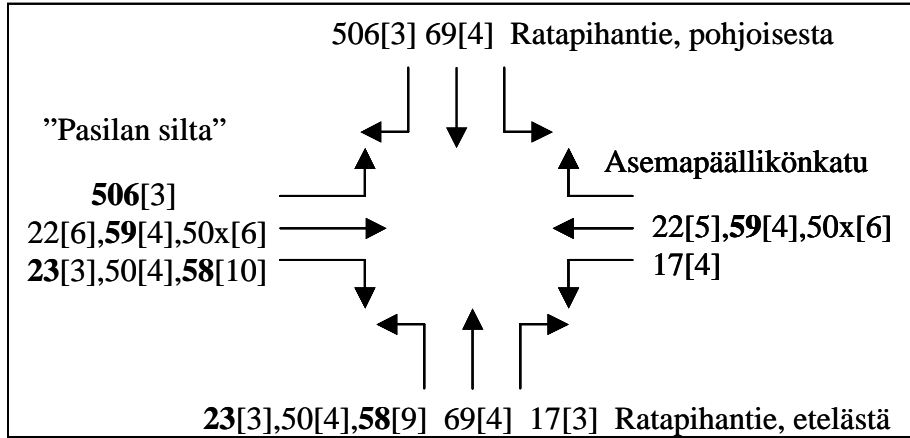 506[3] 69[4] Ratapihantie, pohjoisesta
”Pasilan silta”
Asemapäällikönkatu
506[3]
22[6],59[4],50x[6]
22[5],59[4],50x[6]
23[3],50[4],58[10]
17[4]
23[3],50[4],58[9] 69[4] 17[3] Ratapihantie, etelästä